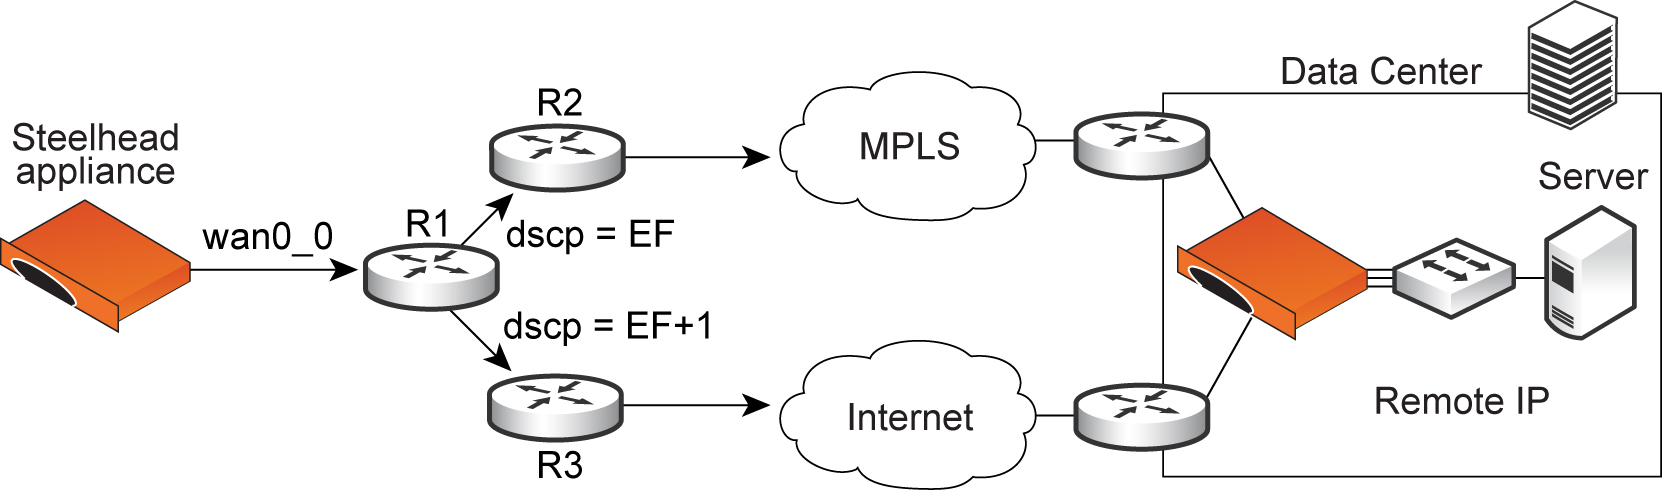 Steelhead
appliance
wan0_0
R1
R2
dscp = EF
dscp = EF+1
R3
MPLS
Internet
Data Center
Server
Remote IP